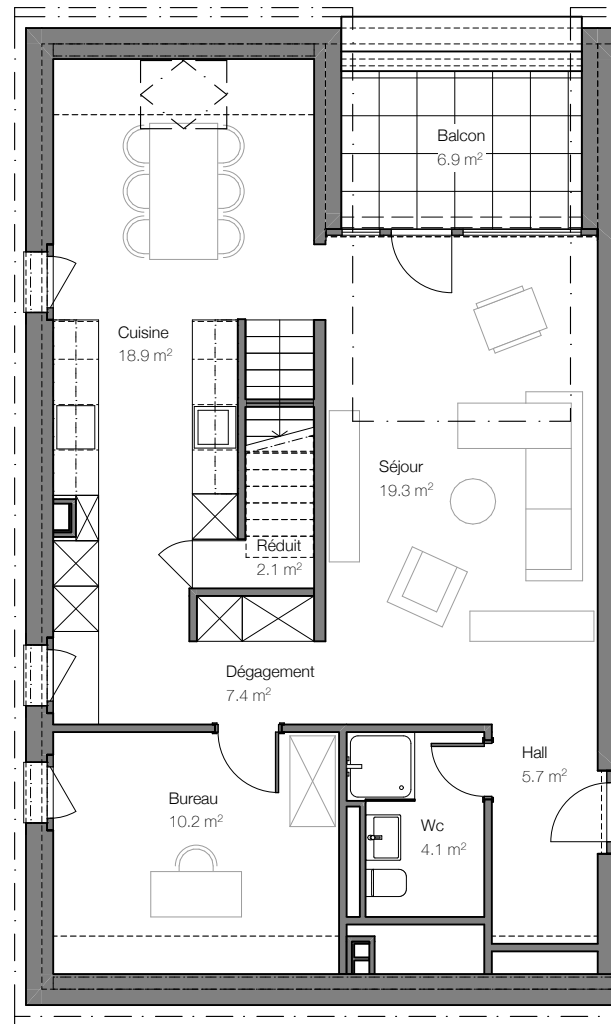 Balcon
6.9 m²
Cuisine
18.9 m²
Séjour
19.3 m²
Réduit
2.1 m²
Dégagement
7.4 m²
Hall
5.7 m²
Bureau
10.2 m²
Wc
4.1 m²